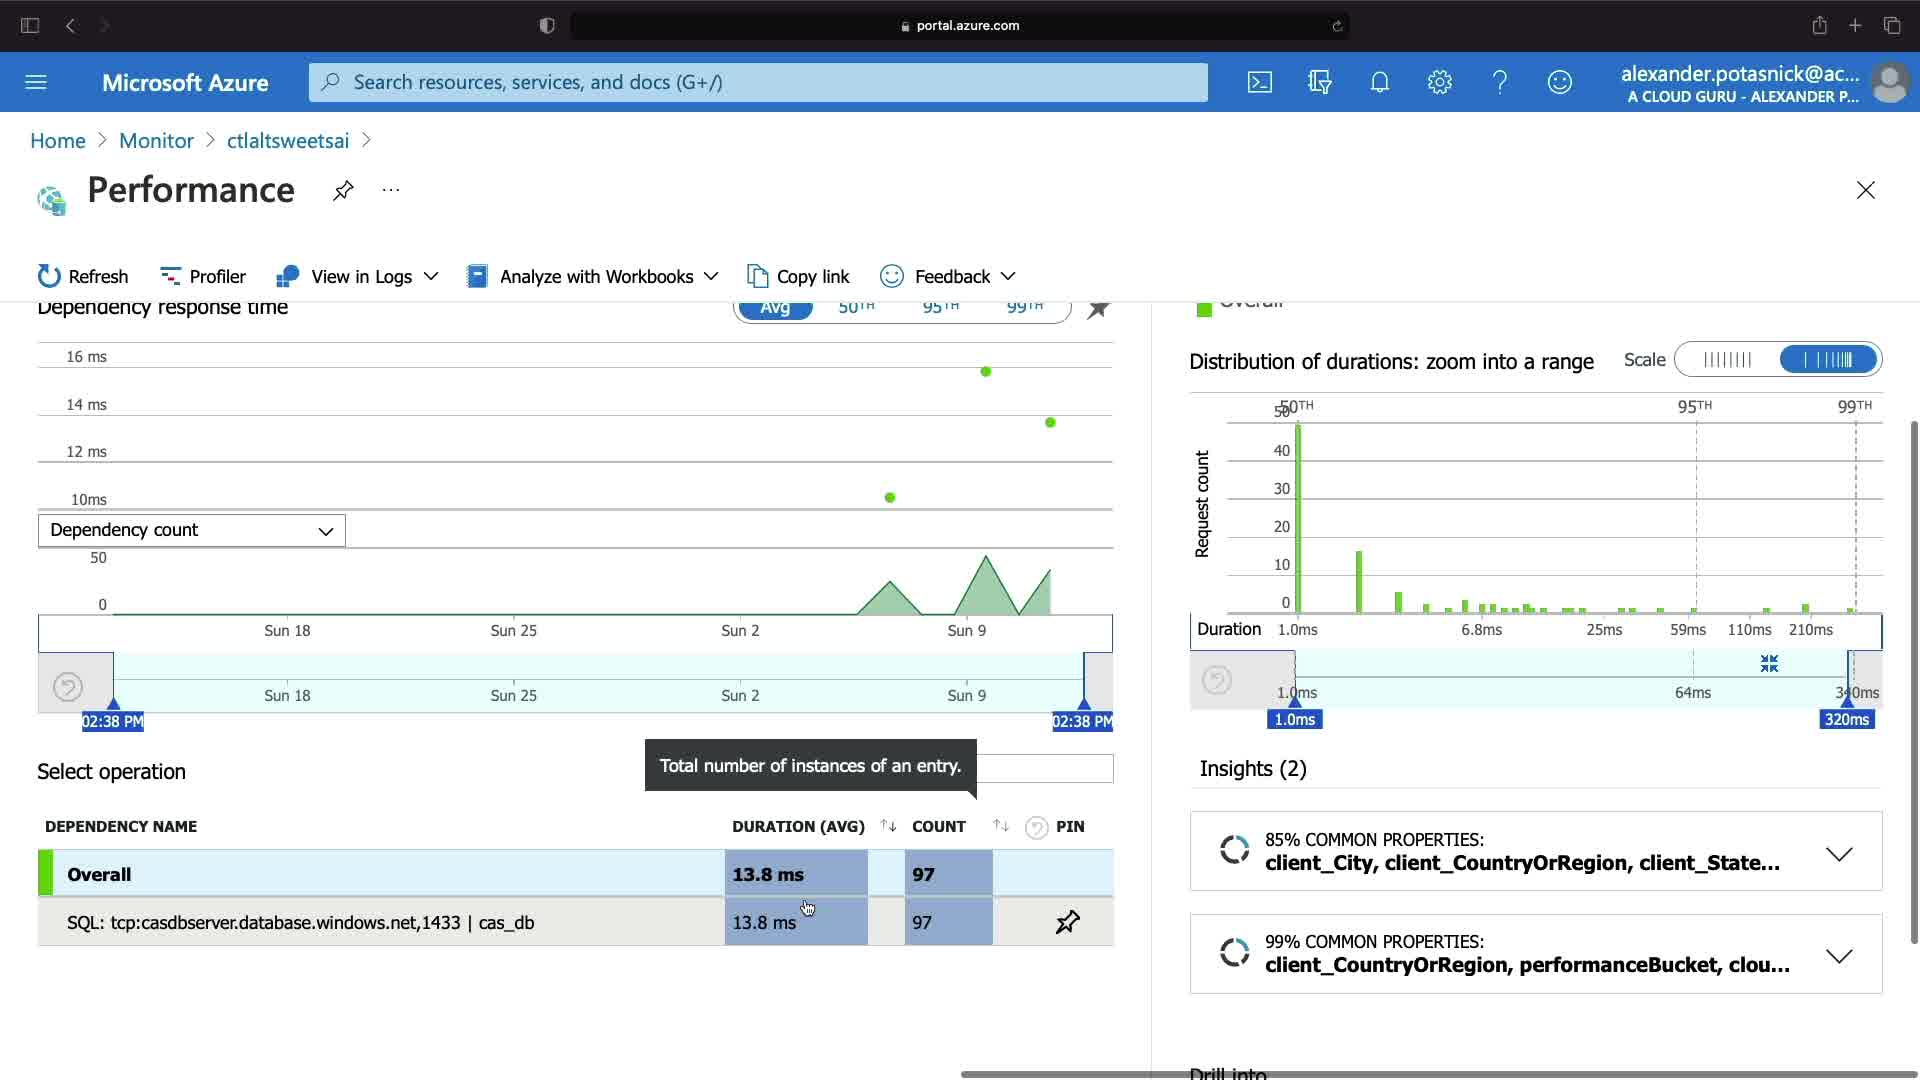 portal.azure.com
Microsoft Azure
Search resources, services, and docs (G+/)
alexander.potasnick@ac...
A CLOUD GURU - ALEXANDER P...
Home > Monitor > ctlaltsweetsai >
Performance
Refresh
Profiler
View in Logs
Analyze with Workbooks
Copy link
Feedback
Dependency response time
Avg
50TH
95TH
99TH
16 ms
14 ms
12 ms
10ms
Dependency count
50
0
Sun 18
Sun 25
Sun 2
Sun 9
Sun 18
Sun 25
Sun 2
Sun 9
02:38 PM
02:38 PM
Select operation
Total number of instances of an entry.
DEPENDENCY NAME
DURATION (AVG)
COUNT
PIN
Overall
13.8 ms
97
SQL: tcp:casdbserver.database.windows.net,1433 | cas_db
13.8 ms
97
Overall
Distribution of durations: zoom into a range
Scale
50TH
95TH
99TH
Request count
50
40
30
20
10
0
Duration
1.0ms
6.8ms
25ms
59ms
110ms
210ms
1.0ms
64ms
340ms
1.0ms
320ms
Insights (2)
85% COMMON PROPERTIES:
client_City, client_CountryOrRegion, client_State...
99% COMMON PROPERTIES:
client_CountryOrRegion, performanceBucket, clou...
Drill into